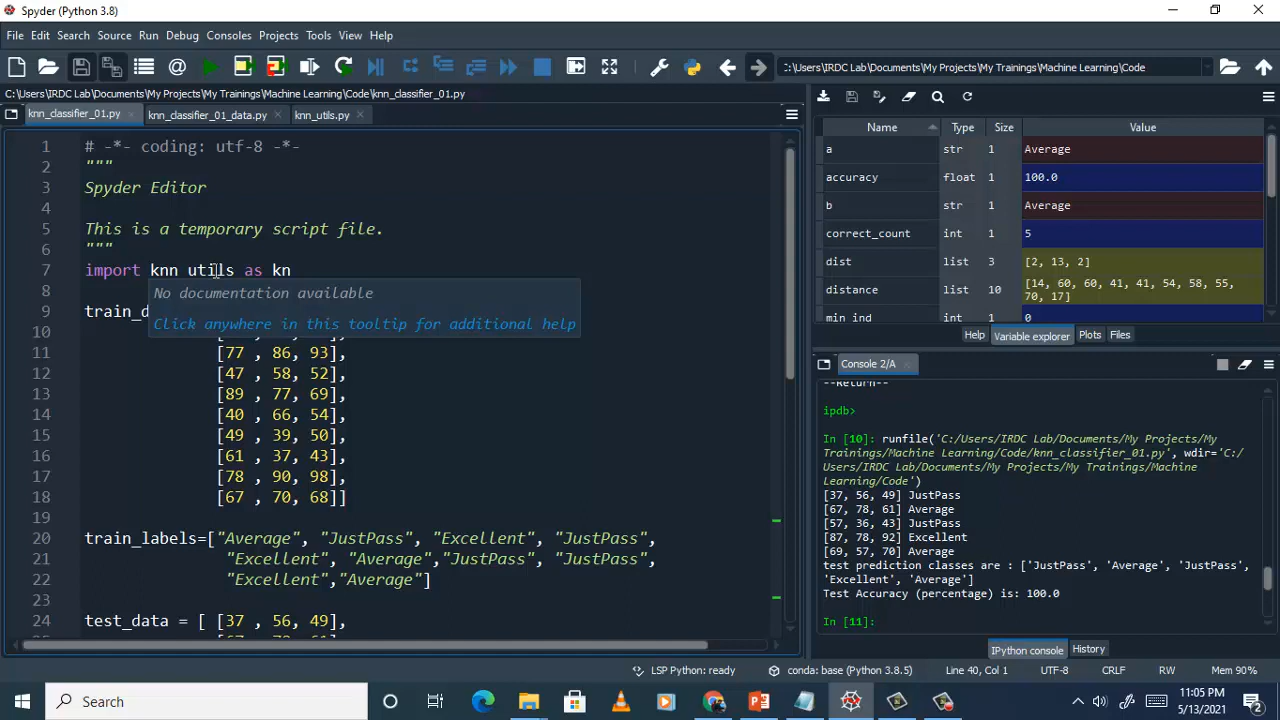 Spyder (Python 3.8)
File Edit Search Source Run Debug Consoles Projects Tools View Help
:\Users\IRDC Lab\Documents\My Projects\My Trainings\Machine Learning\Code
C:\Users\IRDC Lab\Documents\My Projects\My Trainings\Machine Learning\Code\knn_classifier_01.py
knn_classifier_01.py knn_classifier_01_data.py knn_utils.py
1 # -*- coding: utf-8 -*-
2 """
3 Spyder Editor
4
5 This is a temporary script file.
6 """
7 import knn utils as kn
8
No documentation available
9 train_d
Click anywhere in this tooltip for additional help
10
11 [77 , 86, 93],
12 [47 , 58, 52],
13 [89 , 77, 69],
14 [40 , 66, 54],
15 [49 , 39, 50],
16 [61 , 37, 43],
17 [78 , 90, 98],
18 [67 , 70, 68]]
19
20 train_labels=["Average", "JustPass", "Excellent", "JustPass",
21 "Excellent", "Average","JustPass", "JustPass",
22 "Excellent","Average"]
23
24 test_data = [ [37 , 56, 49],
Name Type Size Value
a str 1 Average
accuracy float 1 100.0
b str 1 Average
correct_count int 1 5
dist list 3 [2, 13, 2]
distance list 10 [14, 60, 60, 41, 41, 54, 58, 55,
70, 17]
min ind int 1 0
Help Variable explorer Plots Files
Console 2/A
--Return--
ipdb>
In [10]: runfile('C:/Users/IRDC Lab/Documents/My Projects/My
Trainings/Machine Learning/Code/knn_classifier_01.py', wdir='C:/
Users/IRDC Lab/Documents/My Projects/My Trainings/Machine
Learning/Code')
[37, 56, 49] JustPass
[67, 78, 61] Average
[57, 36, 43] JustPass
[87, 78, 92] Excellent
[69, 57, 70] Average
test prediction classes are : ['JustPass', 'Average', 'JustPass',
'Excellent', 'Average']
Test Accuracy (percentage) is: 100.0
In [11]:
IPython console History
LSP Python: ready conda: base (Python 3.8.5) Line 40, Col 1 UTF-8 CRLF RW Mem 90%
Search
11:05 PM
5/13/2021
2